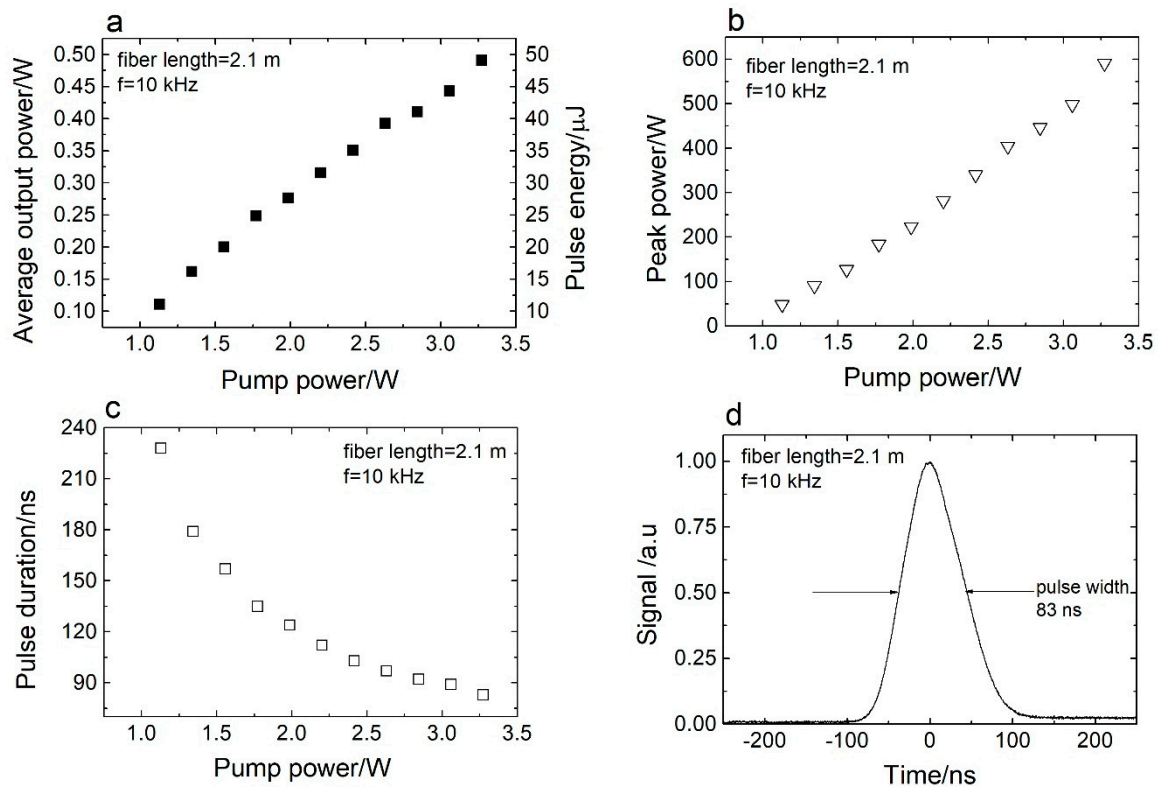 a
fiber length=2.1 m
f=10 kHz
Average output power/W
0.50
0.45
0.40
0.35
0.30
0.25
0.20
0.15
0.10
50
45
40
35
30
25
20
15
10
Pulse energy/μJ
1.0 1.5 2.0 2.5 3.0 3.5
Pump power/W
b
fiber length=2.1 m
f=10 kHz
Peak power/W
600
500
400
300
200
100
0
1.0 1.5 2.0 2.5 3.0 3.5
Pump power/W
c
fiber length=2.1 m
f=10 kHz
Pulse duration/ns
240
210
180
150
120
90
1.0 1.5 2.0 2.5 3.0 3.5
Pump power/W
d
fiber length=2.1 m
f=10 kHz
Signal /a.u
1.00
0.75
0.50
0.25
0.00
pulse width
83 ns
-200 -100 0 100 200
Time/ns